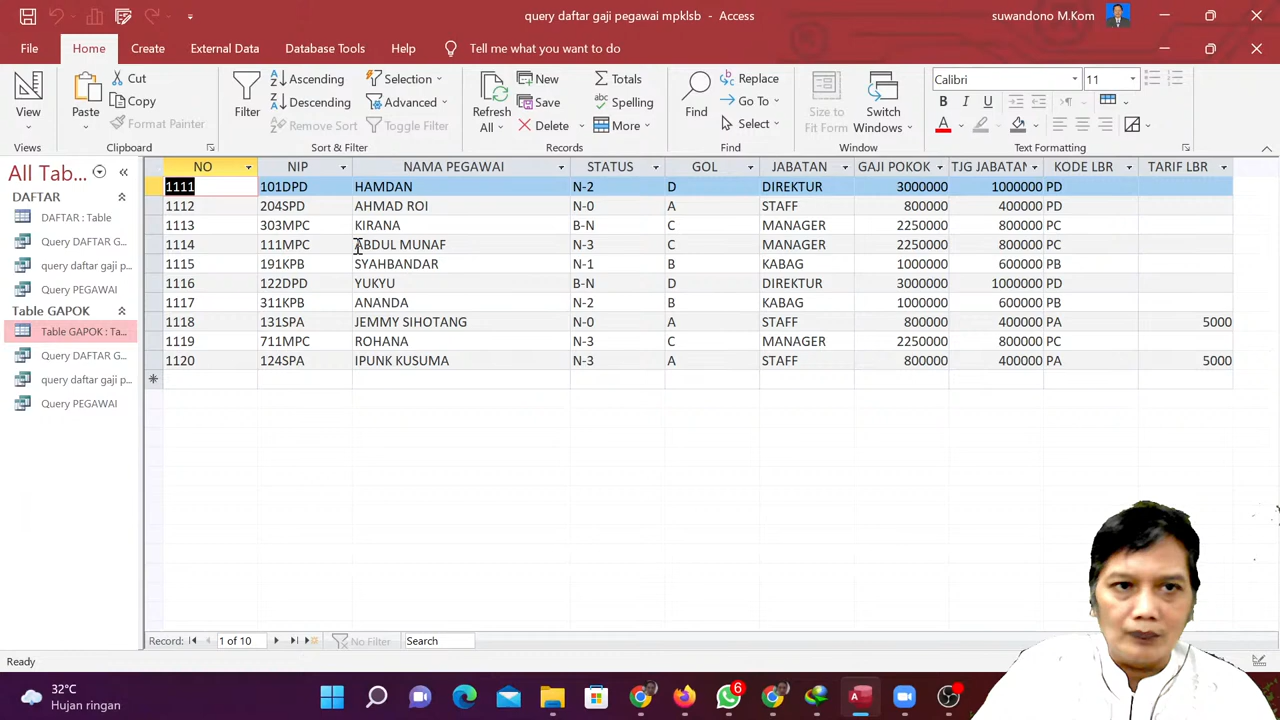 query daftar gaji pegawai mpklsb - Access
suwandono M.Kom
File Home Create External Data Database Tools Help Tell me what you want to do
View
Views
Paste
Cut
Copy
Format Painter
Clipboard
Filter
Ascending
Descending
Remove Sort
Selection
Advanced
Toggle Filter
Sort & Filter
Refresh
All
New
Save
Delete
Totals
Spelling
More
Records
Find
Replace
Go To
Select
Find
Size to
Fit Form
Switch
Windows
Window
Calibri 11
B I U
A
Text Formatting
All Tab...
DAFTAR
DAFTAR : Table
Query DAFTAR G...
query daftar gaji p...
Query PEGAWAI
Table GAPOK
Table GAPOK : Ta...
Query DAFTAR G...
query daftar gaji p...
Query PEGAWAI
NO NIP NAMA PEGAWAI STATUS GOL JABATAN GAJI POKOK TJG JABATAN KODE LBR TARIF LBR
1111 101DPD HAMDAN N-2 D DIREKTUR 3000000 1000000 PD
1112 204SPD AHMAD ROI N-0 A STAFF 800000 400000 PD
1113 303MPC KIRANA B-N C MANAGER 2250000 800000 PC
1114 111MPC ABDUL MUNAF N-3 C MANAGER 2250000 800000 PC
1115 191KPB SYAHBANDAR N-1 B KABAG 1000000 600000 PB
1116 122DPD YUKYU B-N D DIREKTUR 3000000 1000000 PD
1117 311KPB ANANDA N-2 B KABAG 1000000 600000 PB
1118 131SPA JEMMY SIHOTANG N-0 A STAFF 800000 400000 PA 5000
1119 711MPC ROHANA N-3 C MANAGER 2250000 800000 PC
1120 124SPA IPUNK KUSUMA N-3 A STAFF 800000 400000 PA 5000
Record: 1 of 10 No Filter Search
Ready
32°C
Hujan ringan
6